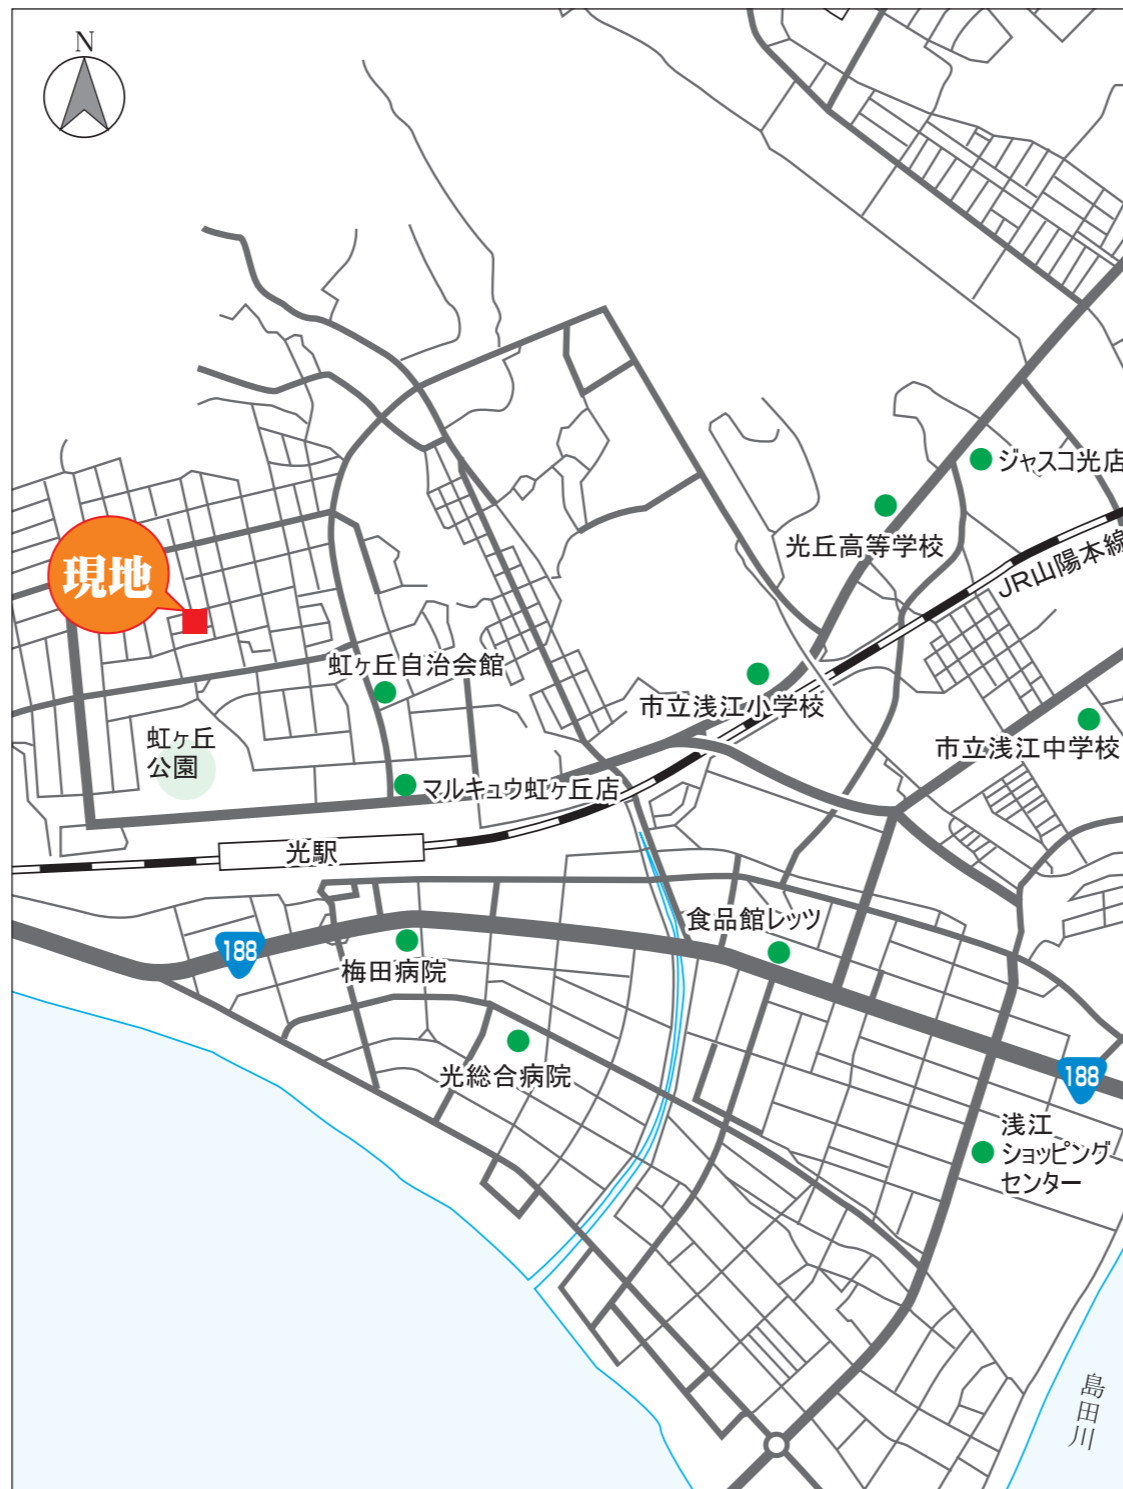 N
ジャスコ光店
光丘高等学校
JR山陽本線
現地
虹ヶ丘自治会館
市立浅江小学校
市立浅江中学校
虹ヶ丘
公園
マルキュウ虹ヶ丘店
光駅
食品館レッツ
188
梅田病院
光総合病院
188
浅江
ショッピング
センター
島田川